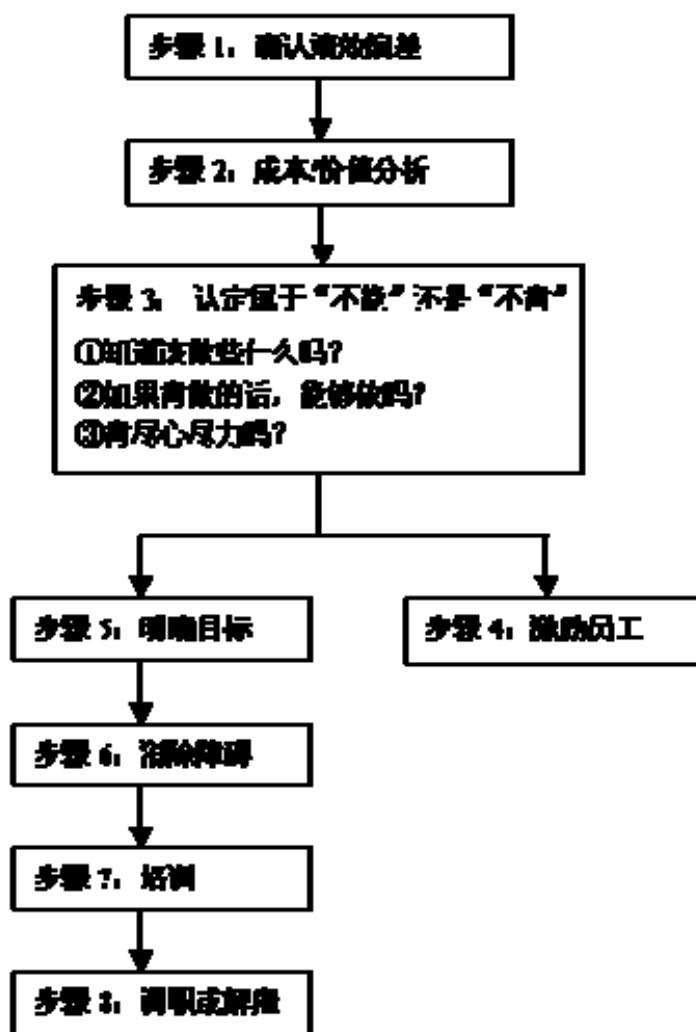 步骤 1：确认绩效偏差
步骤 2：成本/价值分析
步骤 3： 认定属于“不能”还是“不肯”
①知道该做些什么吗？
②如果肯做的话，能够做吗？
③肯尽心尽力吗？
步骤 5：明确目标
步骤 4：激励员工
步骤 6：消除障碍
步骤 7：培训
步骤 8：调职或解雇